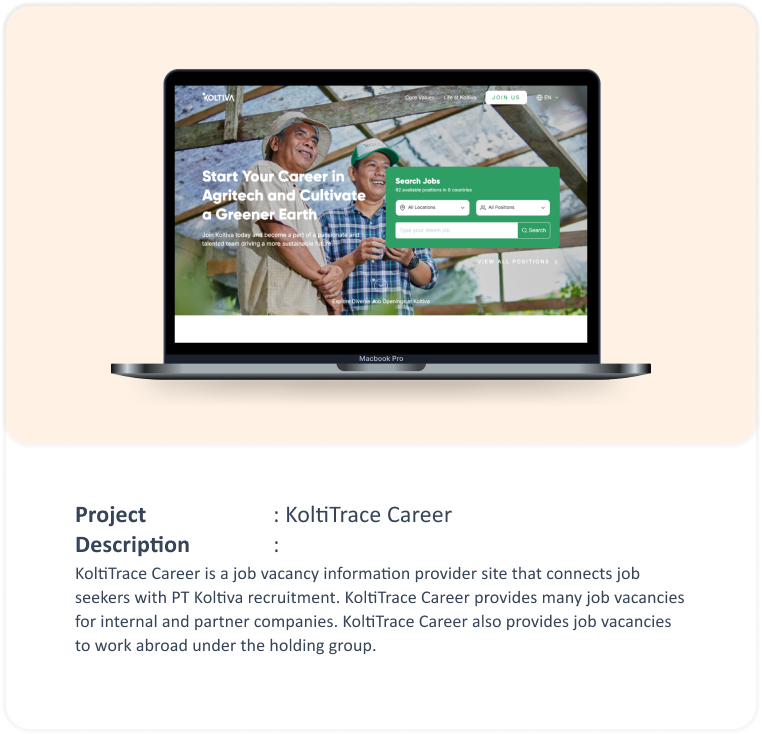 KOLTIVA
Core Values
Life at Koltiva
JOIN US
EN
Start Your Career in
Agritech and Cultivate
a Greener Earth
Join Koltiva today and become a part of a passionate and
talented team driving a more sustainable future.
Search Jobs
92 available positions in 9 countries
All Locations
All Positions
Type your dream job
Search
VIEW ALL POSITIONS
Explore Diverse Job Openings at Koltiva
Macbook Pro
Project : KoltiTrace Career
Description :
KoltiTrace Career is a job vacancy information provider site that connects job
seekers with PT Koltiva recruitment. KoltiTrace Career provides many job vacancies
for internal and partner companies. KoltiTrace Career also provides job vacancies
to work abroad under the holding group.